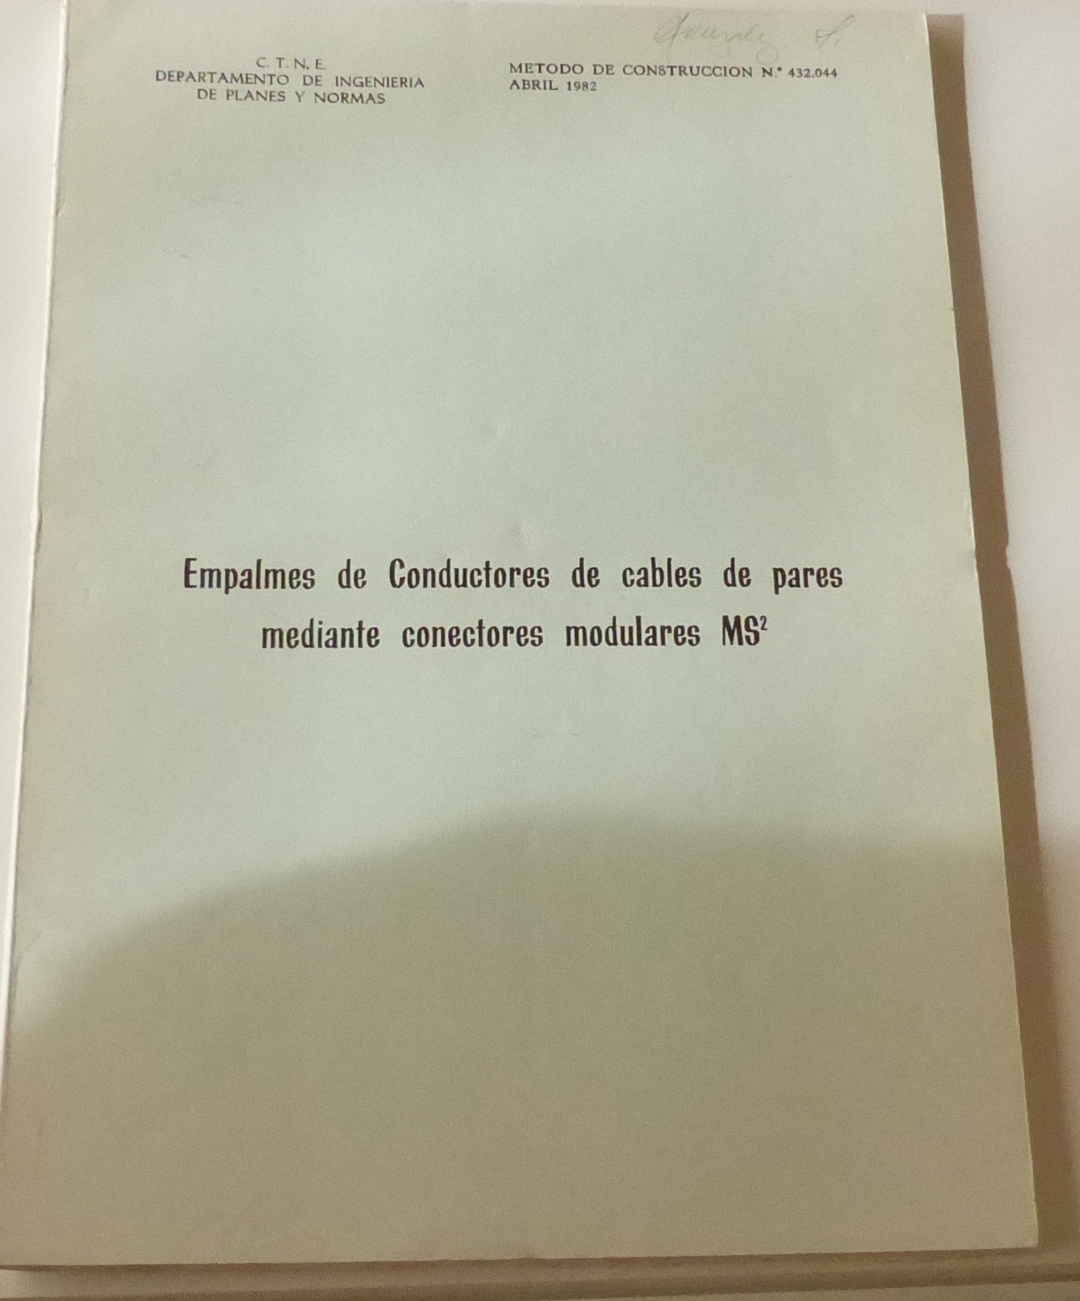 C. T. N. E.
DEPARTAMENTO DE INGENIERIA
DE PLANES Y NORMAS
METODO DE CONSTRUCCION N.º 432.044
ABRIL 1982
Empalmes de Conductores de cables de pares
mediante conectores modulares MS²